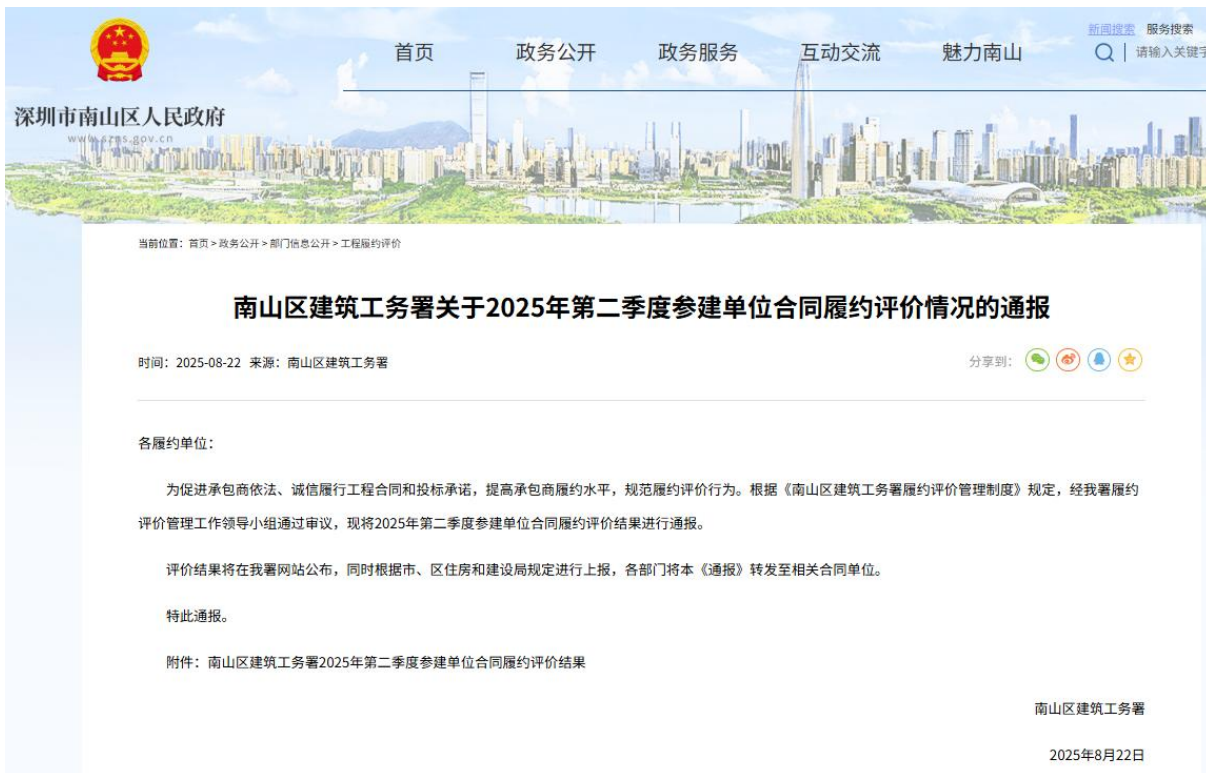 新闻搜索 服务搜索
首页 政务公开 政务服务 互动交流 魅力南山 请输入关键字
深圳市南山区人民政府
www.szns.gov.cn
当前位置：首页 > 政务公开 > 部门信息公开 > 工程履约评价
南山区建筑工务署关于2025年第二季度参建单位合同履约评价情况的通报
时间：2025-08-22 来源：南山区建筑工务署 分享到：
各履约单位：
为促进承包商依法、诚信履行工程合同和投标承诺，提高承包商履约水平，规范履约评价行为。根据《南山区建筑工务署履约评价管理制度》规定，经我署履约
评价管理工作领导小组通过审议，现将2025年第二季度参建单位合同履约评价结果进行通报。
评价结果将在我署网站公布，同时根据市、区住房和建设局规定进行上报，各部门将本《通报》转发至相关合同单位。
特此通报。
附件：南山区建筑工务署2025年第二季度参建单位合同履约评价结果
南山区建筑工务署
2025年8月22日